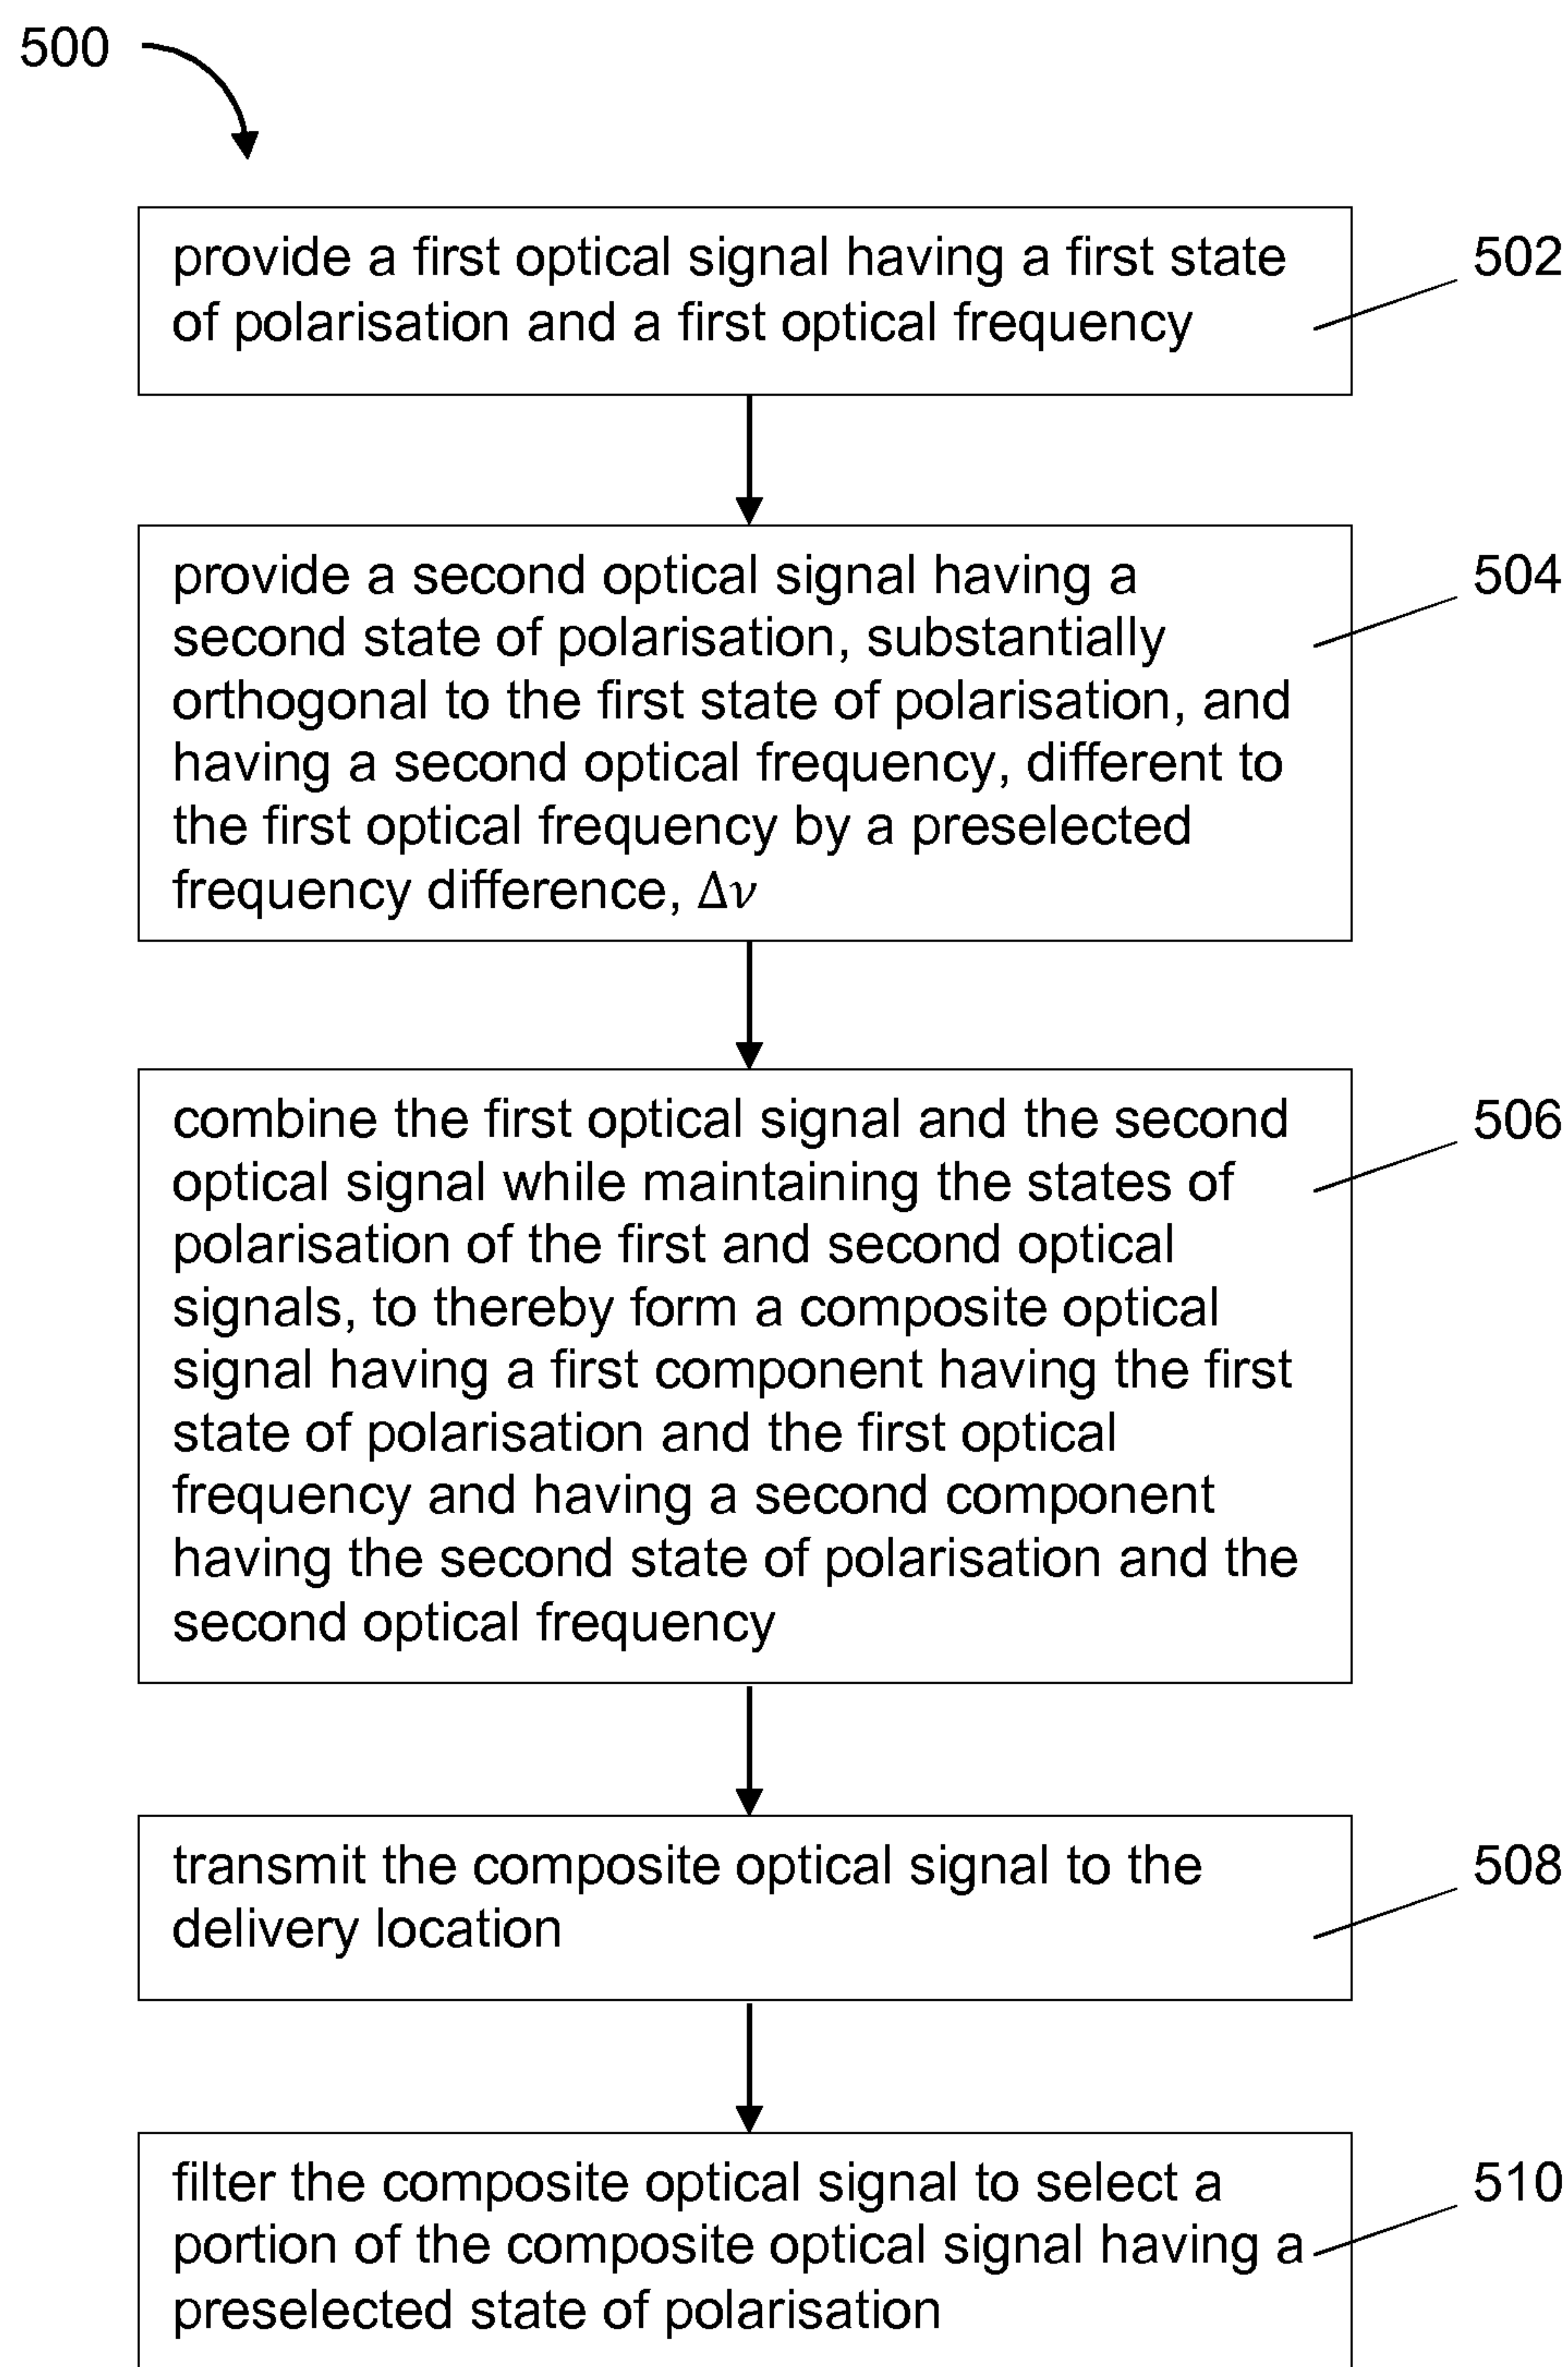 500
provide a first optical signal having a first state
of polarisation and a first optical frequency
502
provide a second optical signal having a
second state of polarisation, substantially
orthogonal to the first state of polarisation, and
having a second optical frequency, different to
the first optical frequency by a preselected
frequency difference, Δν
504
combine the first optical signal and the second
optical signal while maintaining the states of
polarisation of the first and second optical
signals, to thereby form a composite optical
signal having a first component having the first
state of polarisation and the first optical
frequency and having a second component
having the second state of polarisation and the
second optical frequency
506
transmit the composite optical signal to the
delivery location
508
filter the composite optical signal to select a
portion of the composite optical signal having a
preselected state of polarisation
510